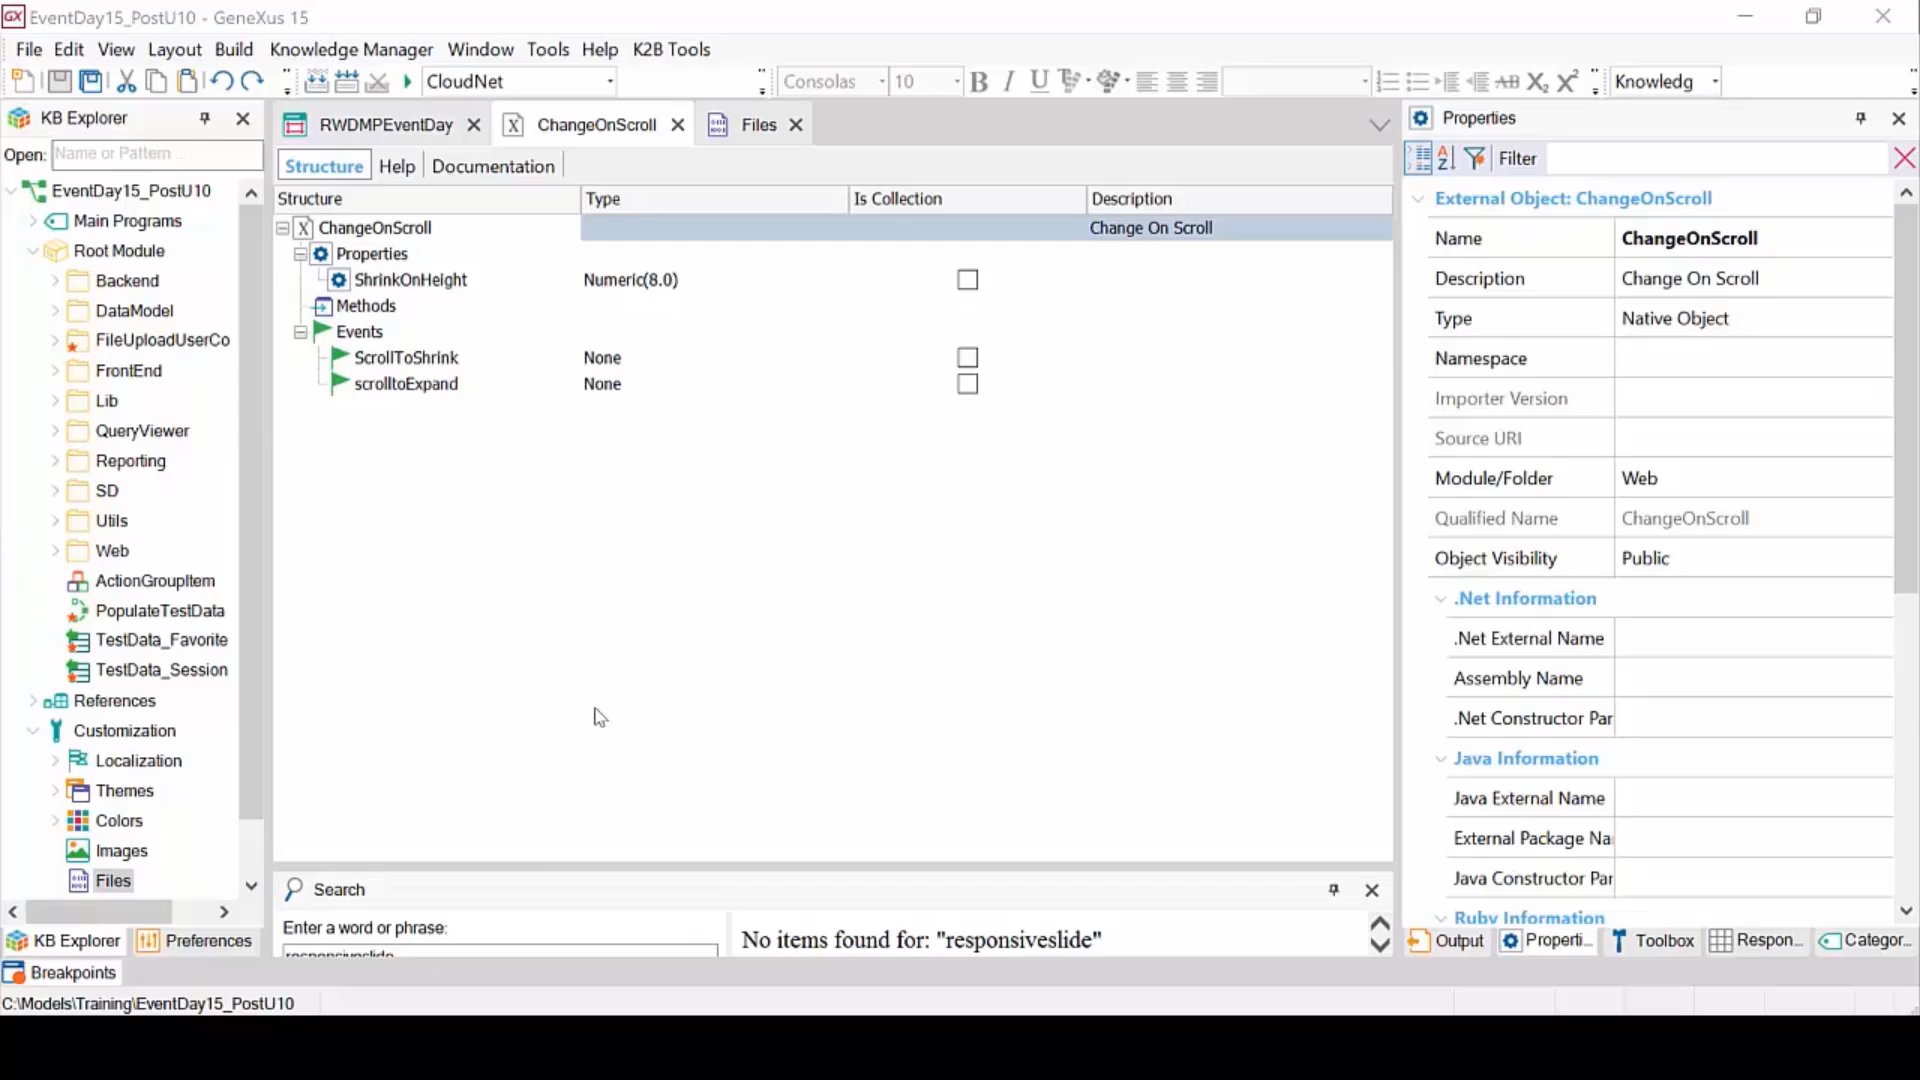 EventDay15_PostU10 - GeneXus 15
File Edit View Layout Build Knowledge Manager Window Tools Help K2B Tools
CloudNet Consolas 10 B I U AB X₂ X² Knowledg
KB Explorer
Open: Name or Pattern ...
EventDay15_PostU10
Main Programs
Root Module
Backend
DataModel
FileUploadUserCo
FrontEnd
Lib
QueryViewer
Reporting
SD
Utils
Web
ActionGroupItem
PopulateTestData
TestData_Favorite
TestData_Session
References
Customization
Localization
Themes
Colors
Images
Files
KB Explorer Preferences
Breakpoints
C:\Models\Training\EventDay15_PostU10
RWDMPEventDay ChangeOnScroll Files
Structure Help Documentation
Structure Type Is Collection Description
ChangeOnScroll Change On Scroll
Properties
ShrinkOnHeight Numeric(8.0)
Methods
Events
ScrollToShrink None
scrolltoExpand None
Search
Enter a word or phrase:
responsiveslide
No items found for: "responsiveslide"
Properties
Filter
External Object: ChangeOnScroll
Name ChangeOnScroll
Description Change On Scroll
Type Native Object
Namespace
Importer Version
Source URI
Module/Folder Web
Qualified Name ChangeOnScroll
Object Visibility Public
.Net Information
.Net External Name
Assembly Name
.Net Constructor Par
Java Information
Java External Name
External Package Na
Java Constructor Par
Ruby Information
Output Properti... Toolbox Respon... Categor...